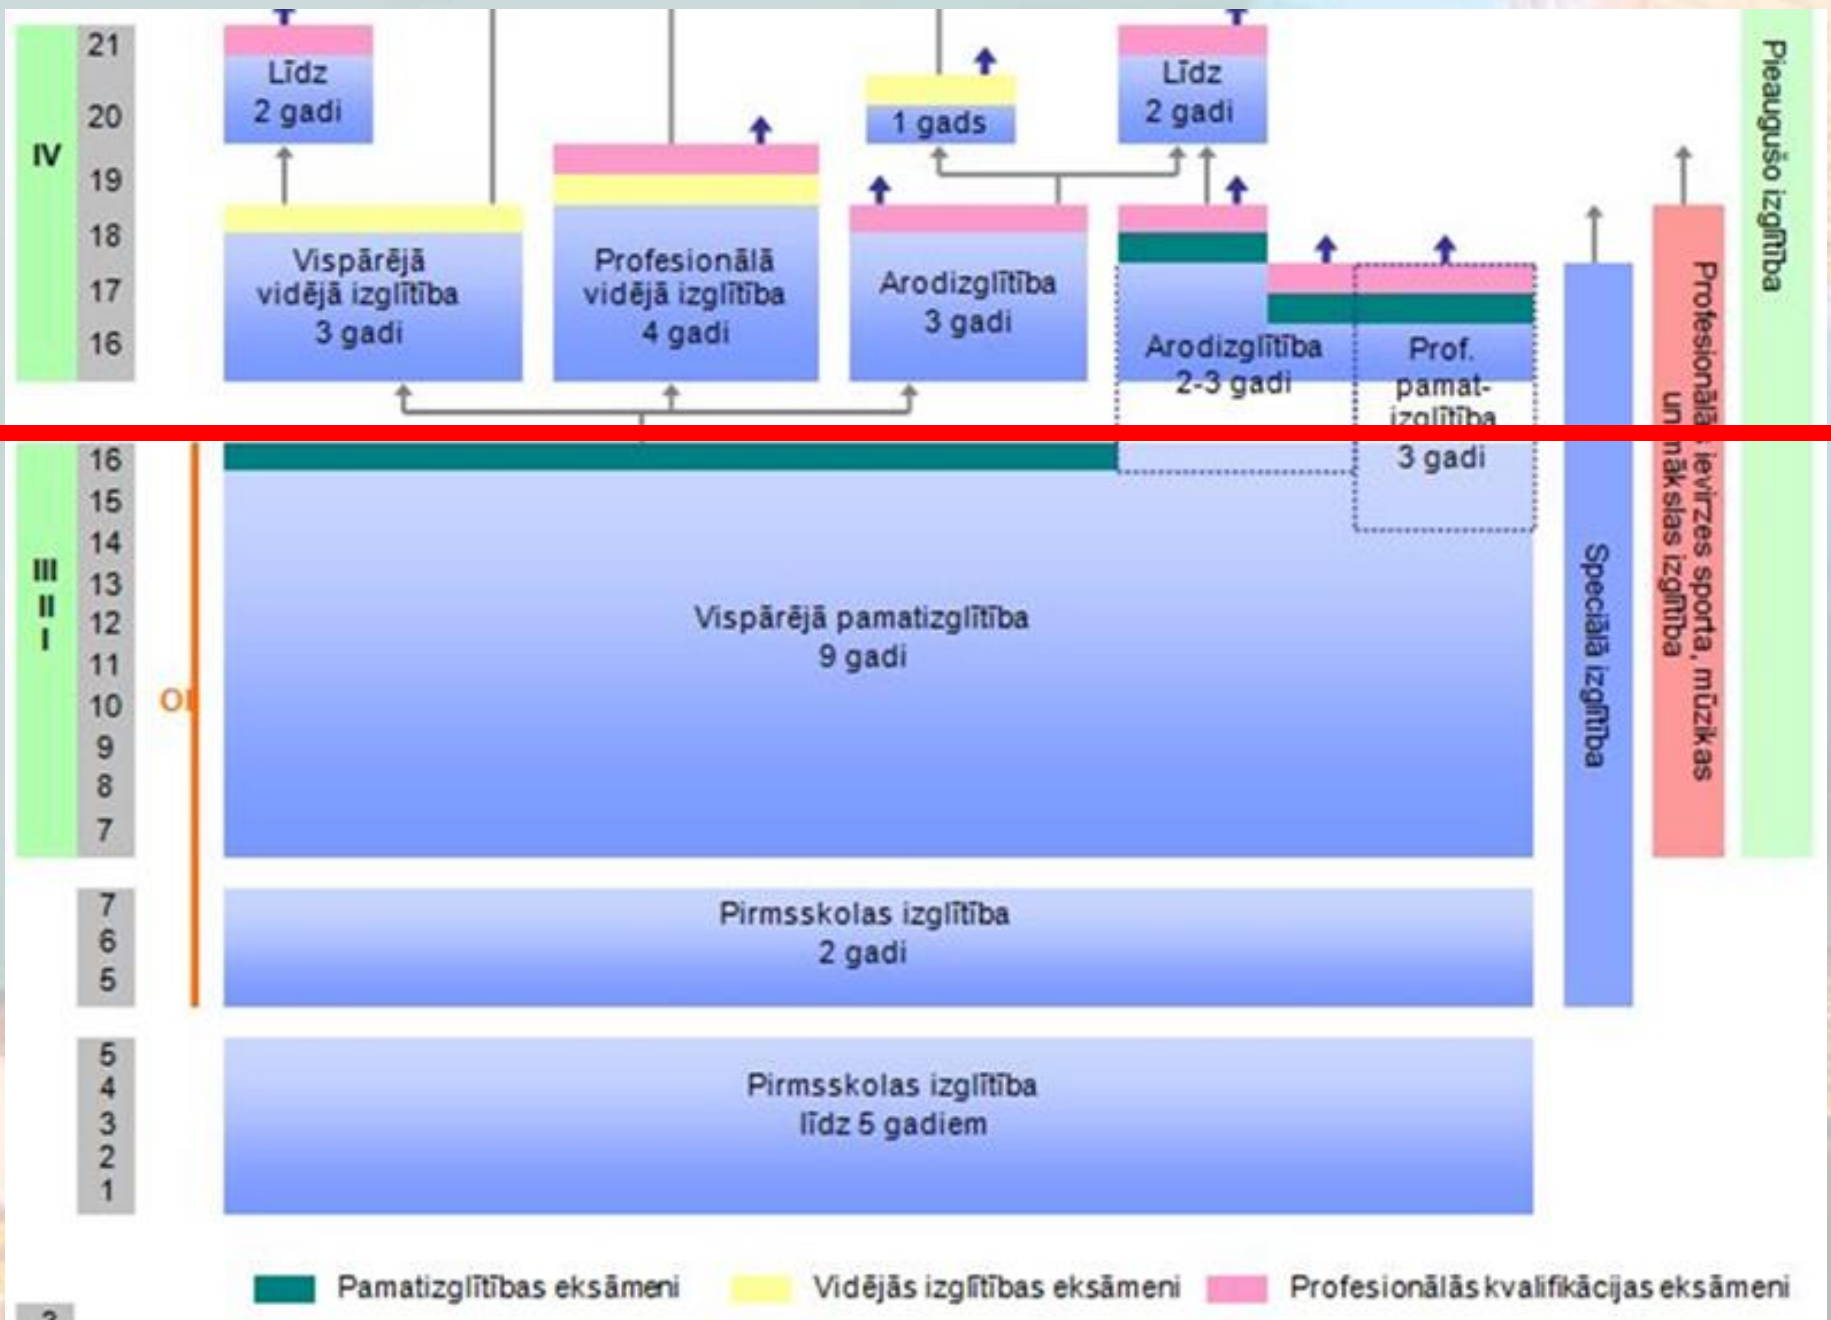 21
20
19
18
17
16
IV
Līdz
2 gadi
1 gads
Līdz
2 gadi
Vispārējā
vidējā izglītība
3 gadi
Profesionālā
vidējā izglītība
4 gadi
Arodizglītība
3 gadi
Arodizglītība
2-3 gadi
Prof.
pamat-
izglītība
3 gadi
16
15
14
13
12
11
10
9
8
7
III
II
I
Vispārējā pamatizglītība
9 gadi
7
6
5
Pirmsskolas izglītība
2 gadi
5
4
3
2
1
Pirmsskolas izglītība
līdz 5 gadiem
Speciālā izglītība
Profesionālās ievirzes sporta, mūzikas
un mākslas izglītība
Pieaugušo izglītība
Pamatizglītības eksāmeni
Vidējās izglītības eksāmeni
Profesionālās kvalifikācijas eksāmeni